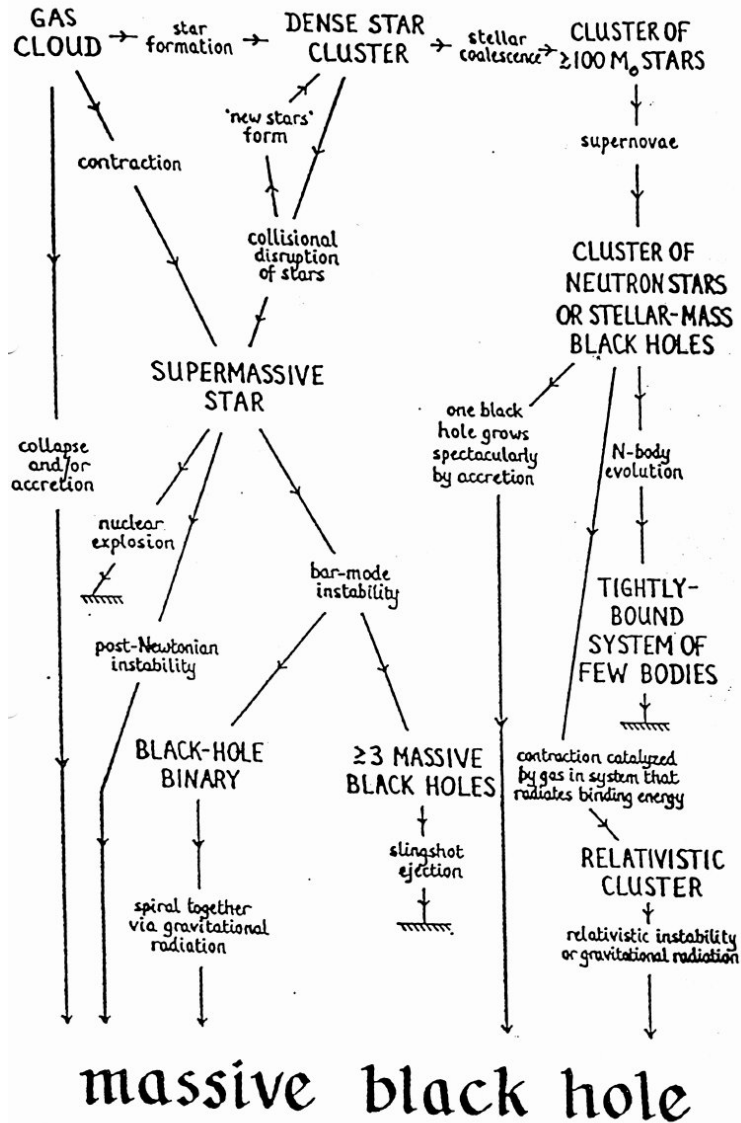 GAS
CLOUD
star
formation
DENSE STAR
CLUSTER
stellar
coalescence
CLUSTER OF
≥100 M⊙ STARS
'new stars'
form
contraction
supernovae
collisional
disruption
of stars
CLUSTER OF
NEUTRON STARS
OR STELLAR-MASS
BLACK HOLES
SUPERMASSIVE
STAR
one black
hole grows
spectacularly
by accretion
collapse
and/or
accretion
N-body
evolution
nuclear
explosion
bar-mode
instability
TIGHTLY-
BOUND
SYSTEM OF
FEW BODIES
post-Newtonian
instability
BLACK-HOLE
BINARY
≥3 MASSIVE
BLACK HOLES
contraction catalyzed
by gas in system that
radiates binding energy
slingshot
ejection
RELATIVISTIC
CLUSTER
spiral together
via gravitational
radiation
relativistic instability
or gravitational radiation
massive black hole